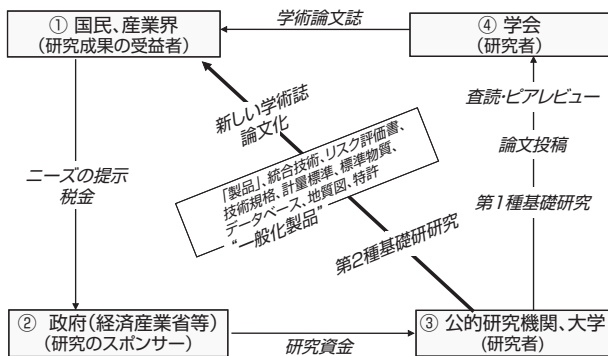 ① 国民、産業界
(研究成果の受益者)
学術論文誌
④ 学会
(研究者)
査読・ピアレビュー
論文投稿
第1種基礎研究
新しい学術誌
論文化
「製品」、統合技術、リスク評価書、
技術規格、計量標準、標準物質、
データベース、地質図、特許
“一般化製品”
第2種基礎研研究
ニーズの提示
税金
② 政府(経済産業省等)
(研究のスポンサー)
研究資金
③ 公的研究機関、大学
(研究者)